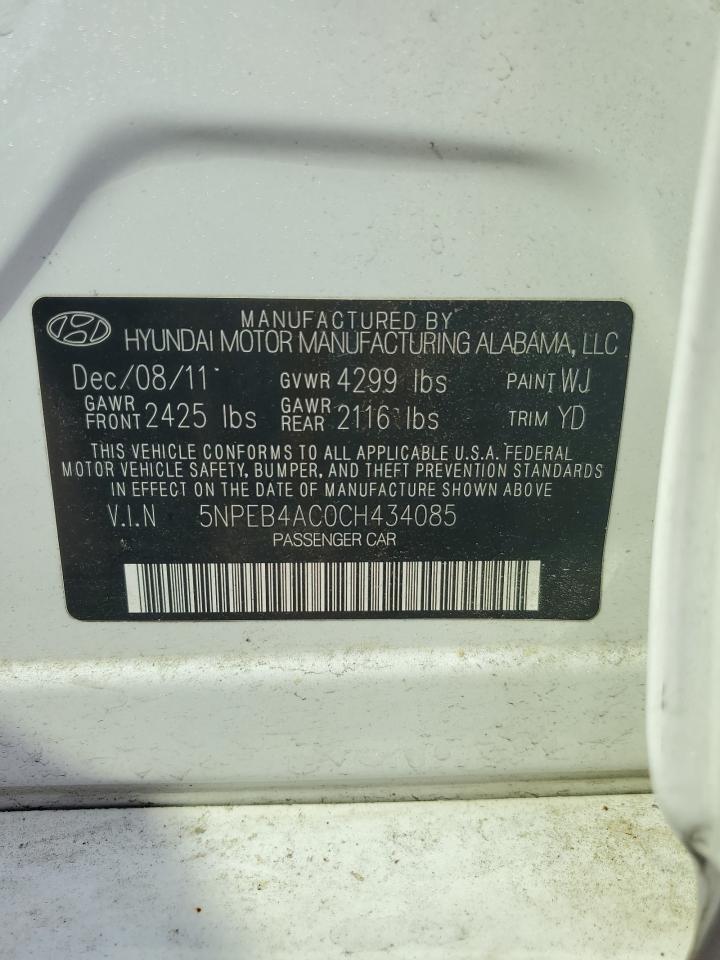 MANUFACTURED BY
HYUNDAI MOTOR MANUFACTURING ALABAMA, LLC
Dec/08/11 GVWR 4299 lbs PAINT WJ
GAWR FRONT 2425 lbs GAWR REAR 2116 lbs TRIM YD
THIS VEHICLE CONFORMS TO ALL APPLICABLE U.S.A. FEDERAL
MOTOR VEHICLE SAFETY, BUMPER, AND THEFT PREVENTION STANDARDS
IN EFFECT ON THE DATE OF MANUFACTURE SHOWN ABOVE
V.I.N 5NPEB4AC0CH434085
PASSENGER CAR